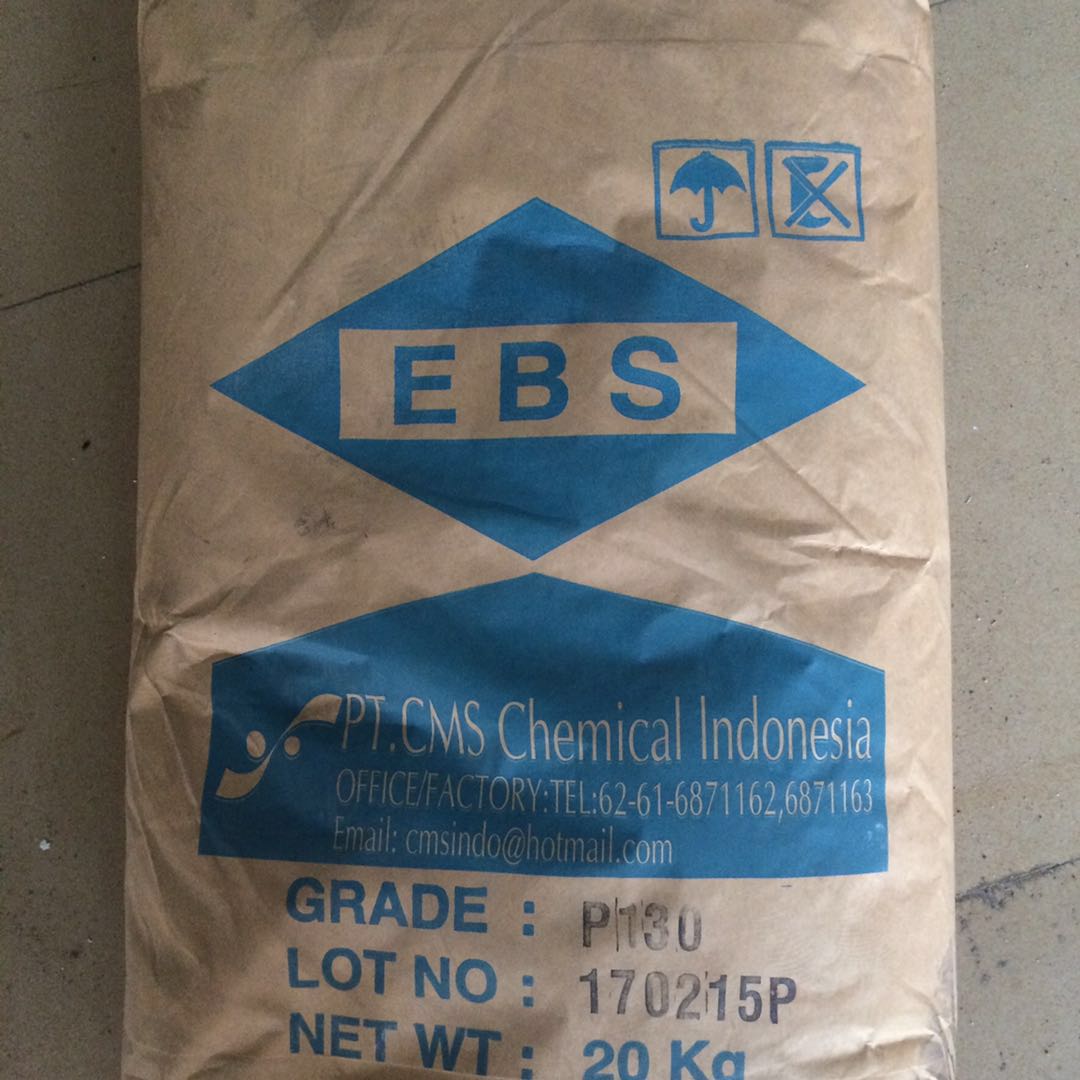 EBS
PT. CMS Chemical Indonesia
OFFICE/FACTORY:TEL:62-61-6871162,6871163
Email: cmsindo@hotmail.com
GRADE : P130
LOT NO : 170215P
NET WT : 20 Kg